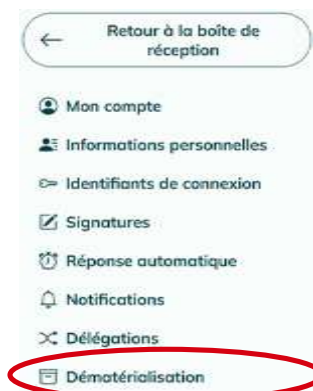 Retour à la boîte de
réception
Mon compte
Informations personnelles
Identifiants de connexion
Signatures
Réponse automatique
Notifications
Délégations
Dématérialisation